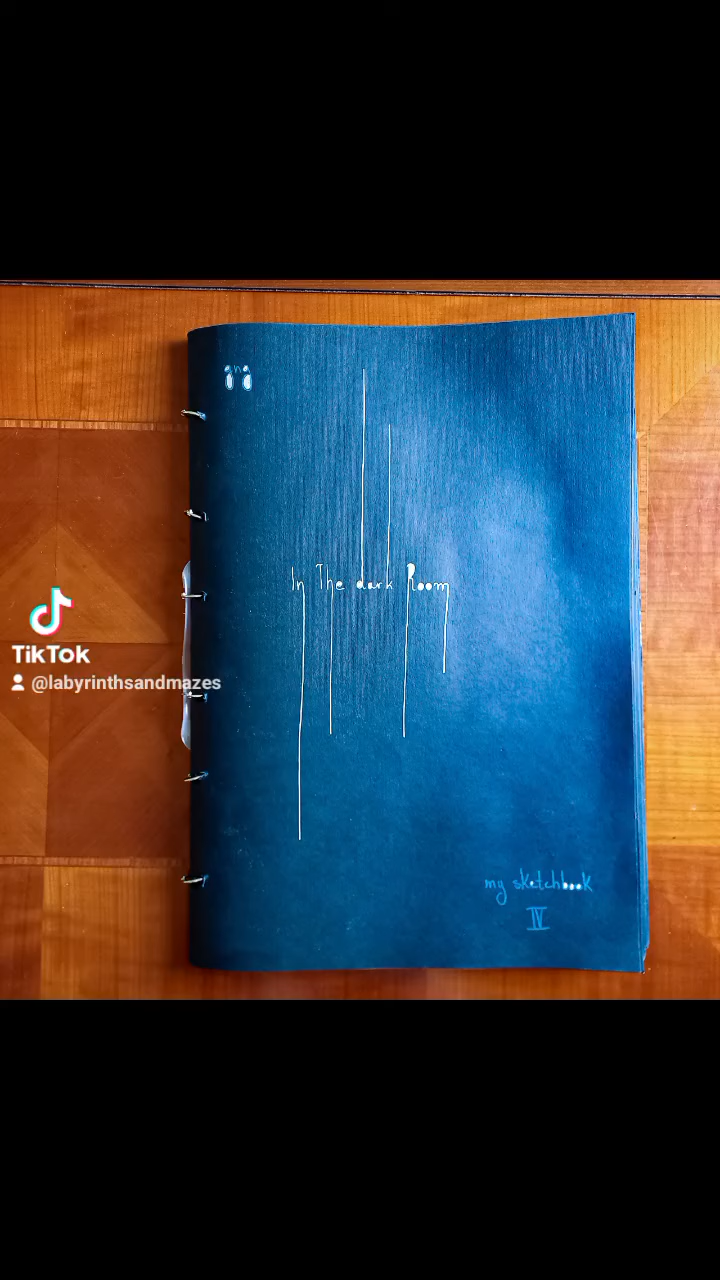 In The dark Room
TikTok
@labyrinthsandmazes
my sketchbook
IV